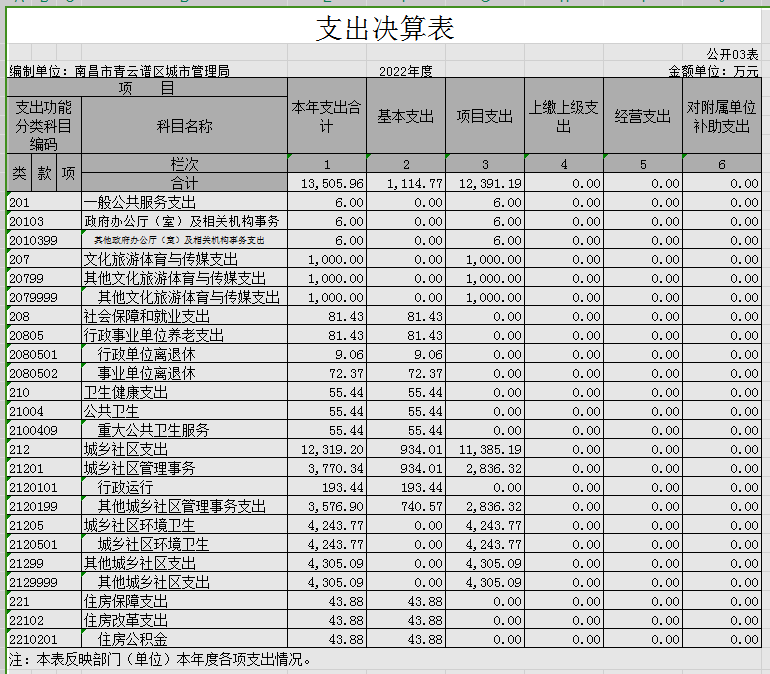 支出决算表
公开03表
编制单位：南昌市青云谱区城市管理局 2022年度 金额单位：万元
项 目 本年支出合计 基本支出 项目支出 上缴上级支出 经营支出 对附属单位补助支出
支出功能分类科目编码 科目名称
类 款 项 栏次 1 2 3 4 5 6
合计 13,505.96 1,114.77 12,391.19 0.00 0.00 0.00
201 一般公共服务支出 6.00 0.00 6.00 0.00 0.00 0.00
20103 政府办公厅（室）及相关机构事务 6.00 0.00 6.00 0.00 0.00 0.00
2010399 其他政府办公厅（室）及相关机构事务支出 6.00 0.00 6.00 0.00 0.00 0.00
207 文化旅游体育与传媒支出 1,000.00 0.00 1,000.00 0.00 0.00 0.00
20799 其他文化旅游体育与传媒支出 1,000.00 0.00 1,000.00 0.00 0.00 0.00
2079999 其他文化旅游体育与传媒支出 1,000.00 0.00 1,000.00 0.00 0.00 0.00
208 社会保障和就业支出 81.43 81.43 0.00 0.00 0.00 0.00
20805 行政事业单位养老支出 81.43 81.43 0.00 0.00 0.00 0.00
2080501 行政单位离退休 9.06 9.06 0.00 0.00 0.00 0.00
2080502 事业单位离退休 72.37 72.37 0.00 0.00 0.00 0.00
210 卫生健康支出 55.44 55.44 0.00 0.00 0.00 0.00
21004 公共卫生 55.44 55.44 0.00 0.00 0.00 0.00
2100409 重大公共卫生服务 55.44 55.44 0.00 0.00 0.00 0.00
212 城乡社区支出 12,319.20 934.01 11,385.19 0.00 0.00 0.00
21201 城乡社区管理事务 3,770.34 934.01 2,836.32 0.00 0.00 0.00
2120101 行政运行 193.44 193.44 0.00 0.00 0.00 0.00
2120199 其他城乡社区管理事务支出 3,576.90 740.57 2,836.32 0.00 0.00 0.00
21205 城乡社区环境卫生 4,243.77 0.00 4,243.77 0.00 0.00 0.00
2120501 城乡社区环境卫生 4,243.77 0.00 4,243.77 0.00 0.00 0.00
21299 其他城乡社区支出 4,305.09 0.00 4,305.09 0.00 0.00 0.00
2129999 其他城乡社区支出 4,305.09 0.00 4,305.09 0.00 0.00 0.00
221 住房保障支出 43.88 43.88 0.00 0.00 0.00 0.00
22102 住房改革支出 43.88 43.88 0.00 0.00 0.00 0.00
2210201 住房公积金 43.88 43.88 0.00 0.00 0.00 0.00
注：本表反映部门（单位）本年度各项支出情况。